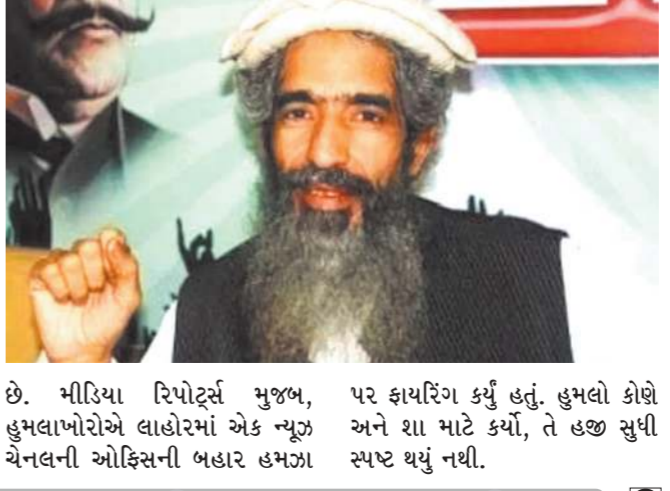 છે. મીડિયા રિપોર્ટ્સ મુજબ,
હુમલાખોરોએ લાહોરમાં એક ન્યૂઝ
ચેનલની ઓફિસની બહાર હમઝા
પર ફાયરિંગ કર્યું હતું. હુમલો કોણે
અને શા માટે કર્યો, તે હજી સુધી
સ્પષ્ટ થયું નથી.